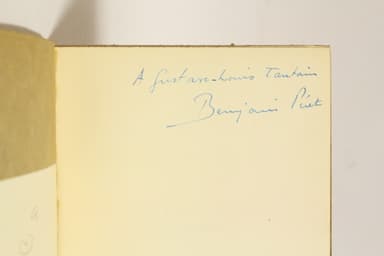 A Gustave-Louis Tautain
Benjamin Péret